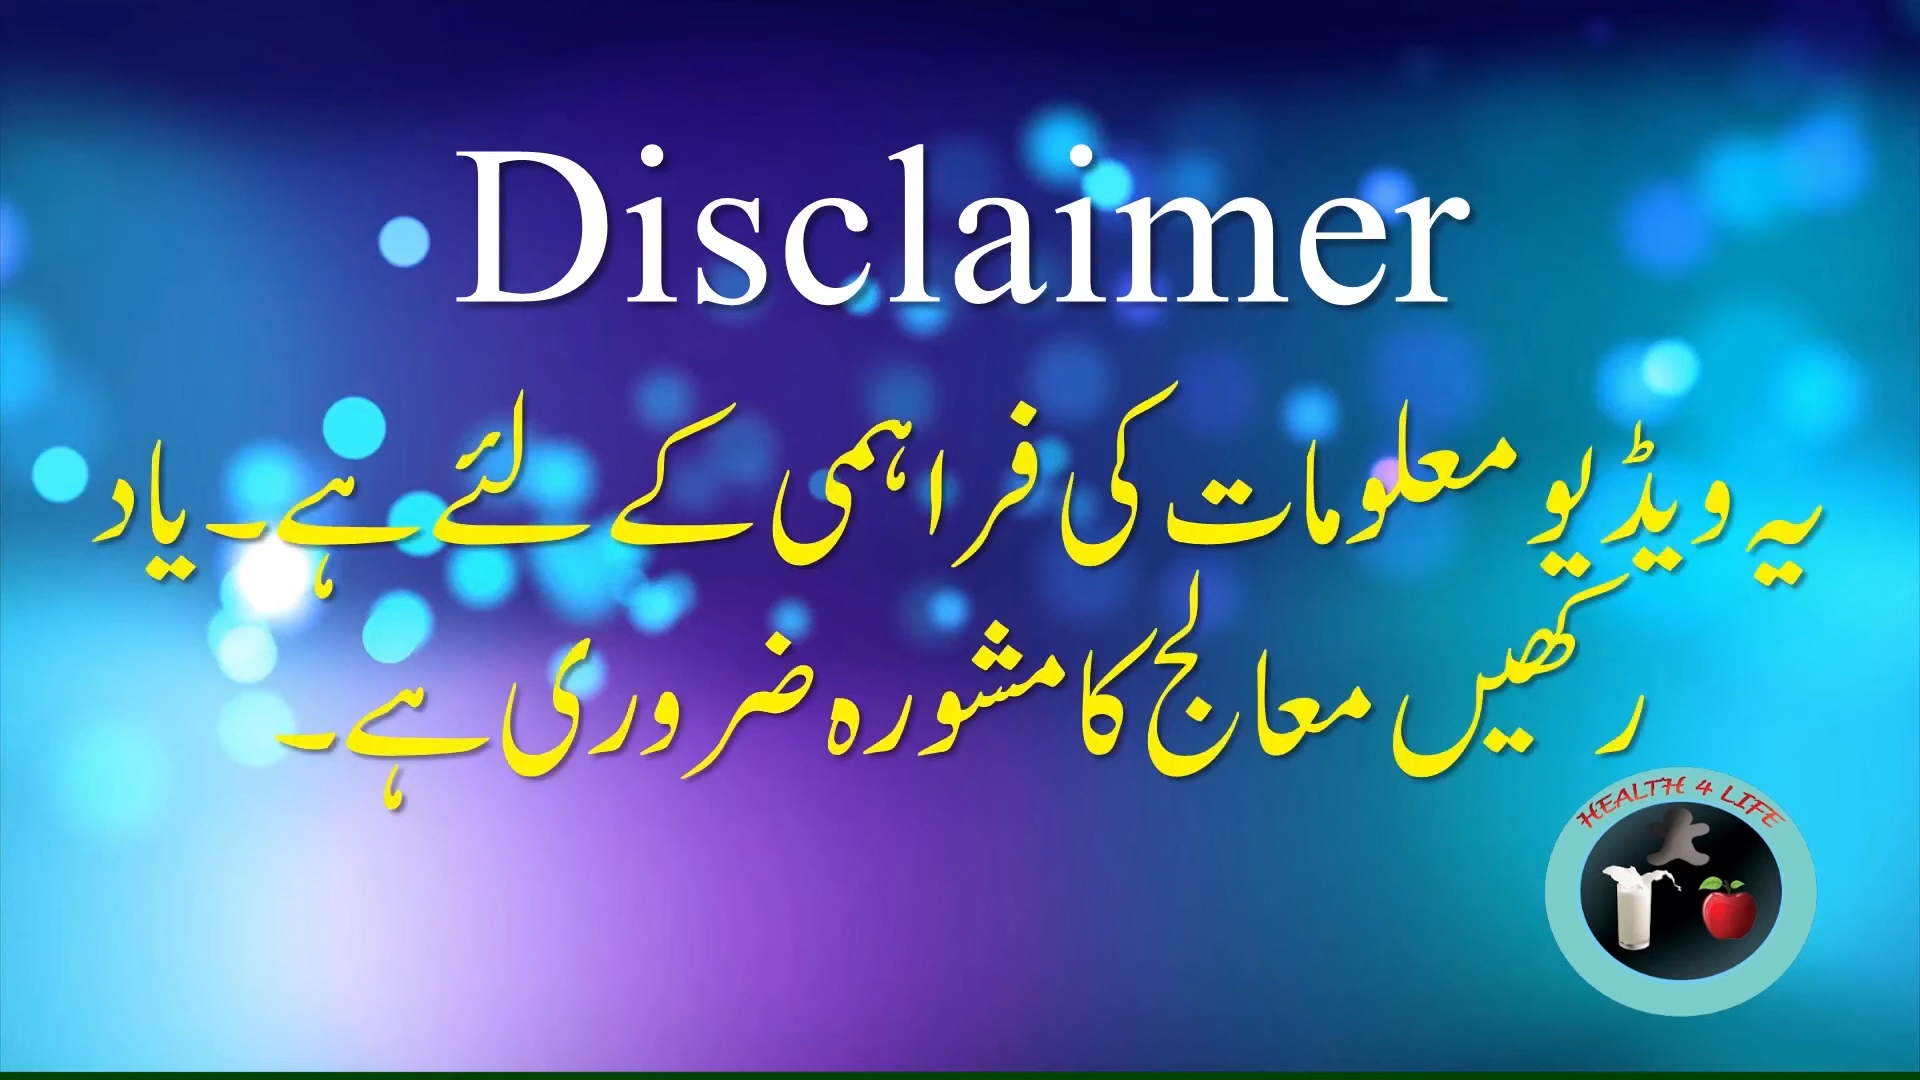 Disclaimer
یہ ویڈیو معلومات کی فراہمی کے لئے ہے۔ یاد
رکھیں معالج کا مشورہ ضروری ہے۔
HEALTH 4 LIFE